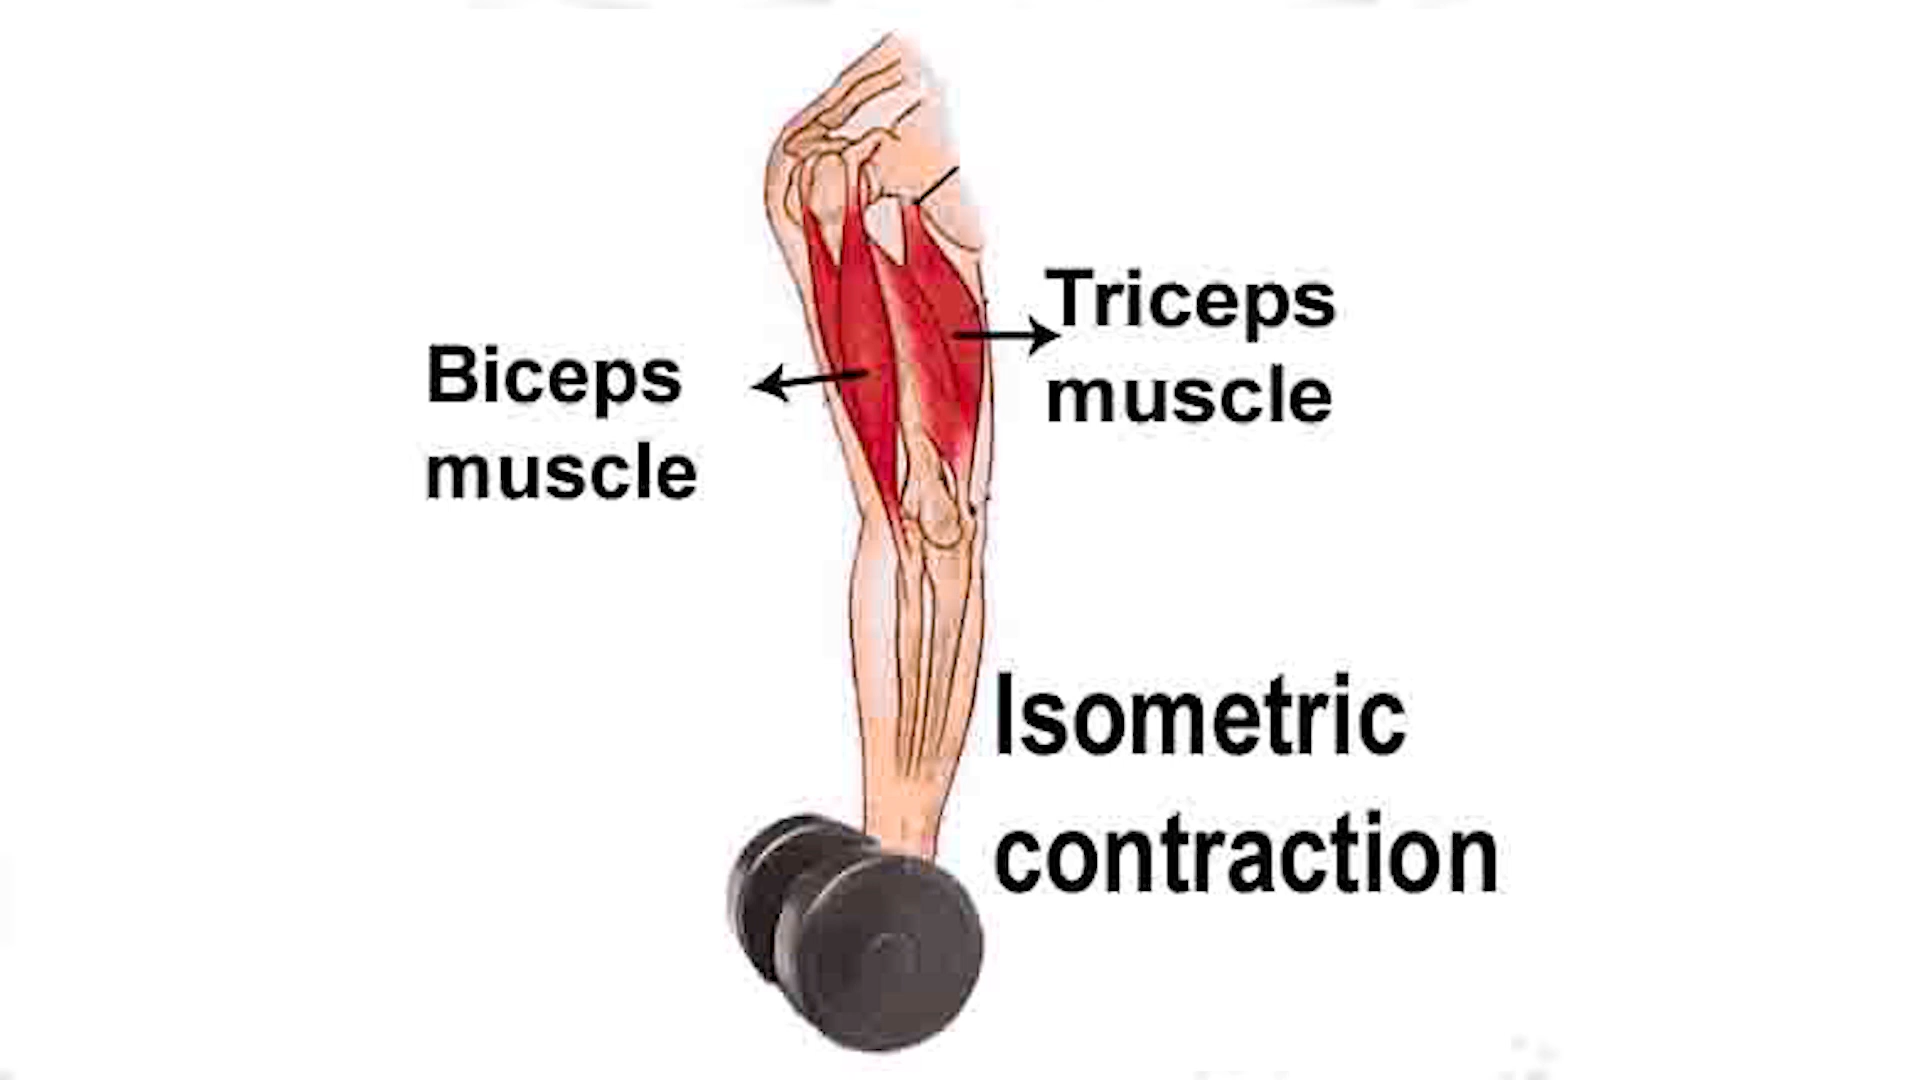 Biceps
muscle
Triceps
muscle
Isometric
contraction